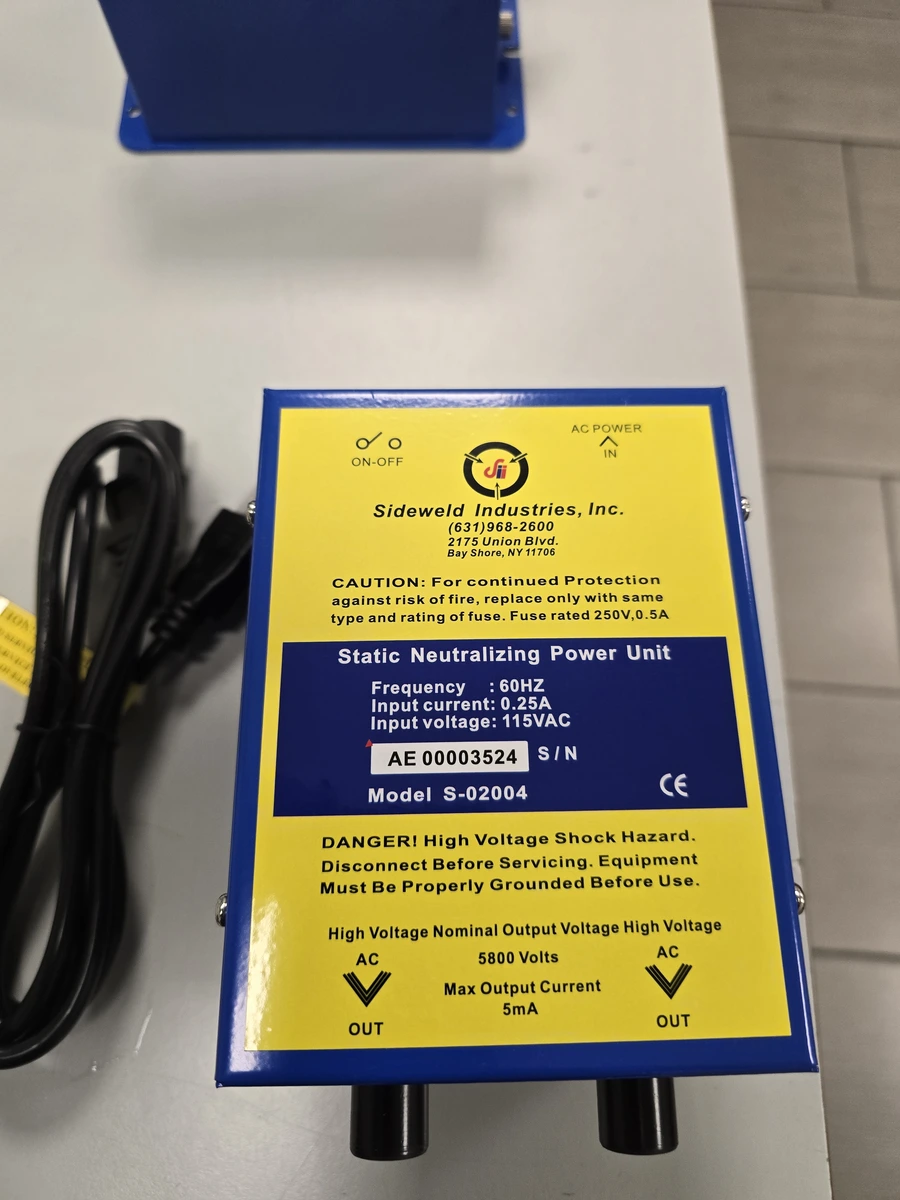 ON-OFF
AC POWER
IN
sii
Sideweld Industries, Inc.
(631)968-2600
2175 Union Blvd.
Bay Shore, NY 11706
CAUTION: For continued Protection
against risk of fire, replace only with same
type and rating of fuse. Fuse rated 250V,0.5A
Static Neutralizing Power Unit
Frequency : 60HZ
Input current: 0.25A
Input voltage: 115VAC
AE 00003524 S/N
Model S-02004
CE
DANGER! High Voltage Shock Hazard.
Disconnect Before Servicing. Equipment
Must Be Properly Grounded Before Use.
High Voltage Nominal Output Voltage High Voltage
AC 5800 Volts AC
Max Output Current
5mA
OUT OUT